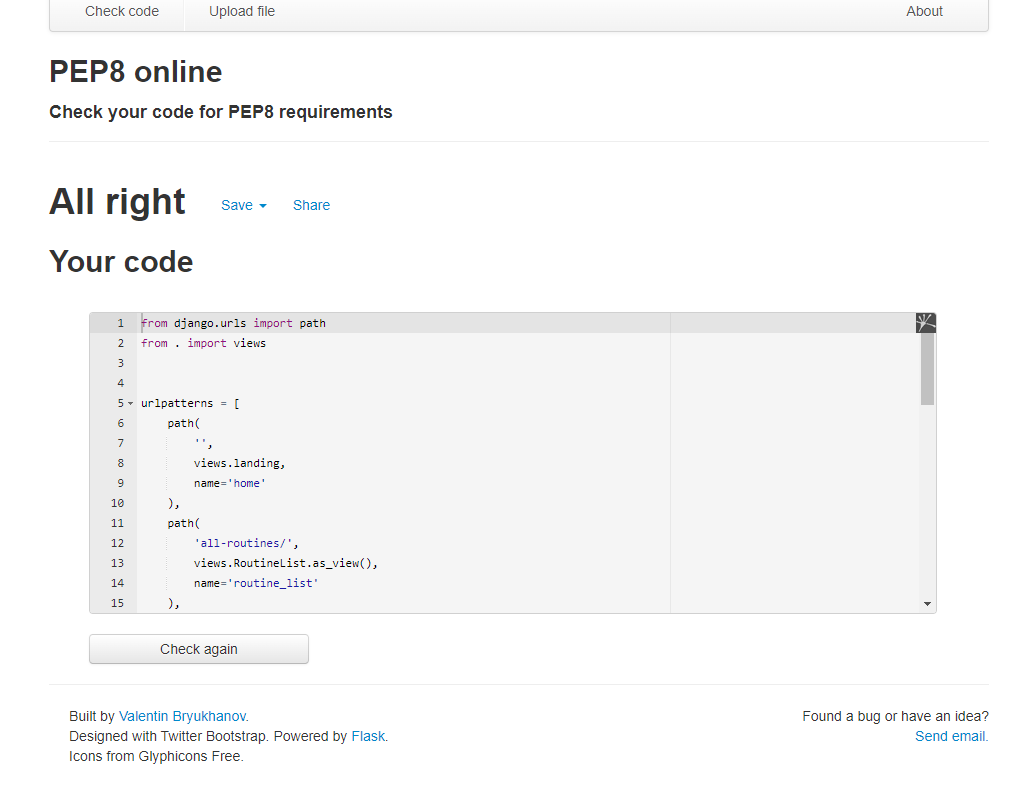 Check code Upload file About
PEP8 online
Check your code for PEP8 requirements
All right Save Share
Your code
1 from django.urls import path
2 from . import views
3
4
5 urlpatterns = [
6 path(
7 '',
8 views.landing,
9 name='home'
10 ),
11 path(
12 'all-routines/',
13 views.RoutineList.as_view(),
14 name='routine_list'
15 ),
Check again
Built by Valentin Bryukhanov. Found a bug or have an idea?
Designed with Twitter Bootstrap. Powered by Flask. Send email.
Icons from Glyphicons Free.